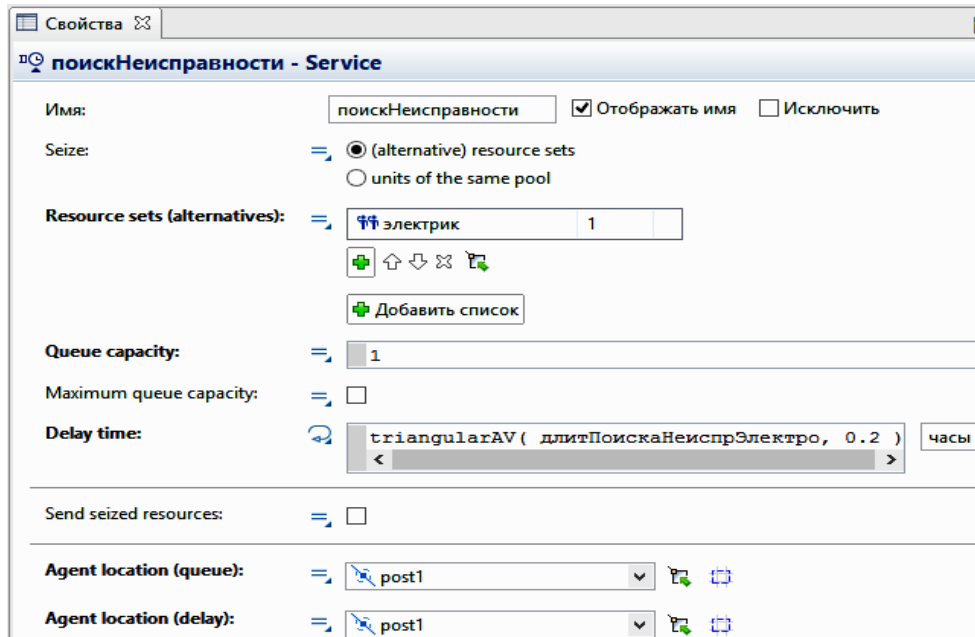 Свойства
поискНеисправности - Service
Имя: поискНеисправности Отображать имя Исключить
Seize: (alternative) resource sets
units of the same pool
Resource sets (alternatives): электрик 1
Добавить список
Queue capacity: 1
Maximum queue capacity:
Delay time: triangularAV( длитПоискаНеиспрЭлектро, 0.2 ) часы
Send seized resources:
Agent location (queue): post1
Agent location (delay): post1